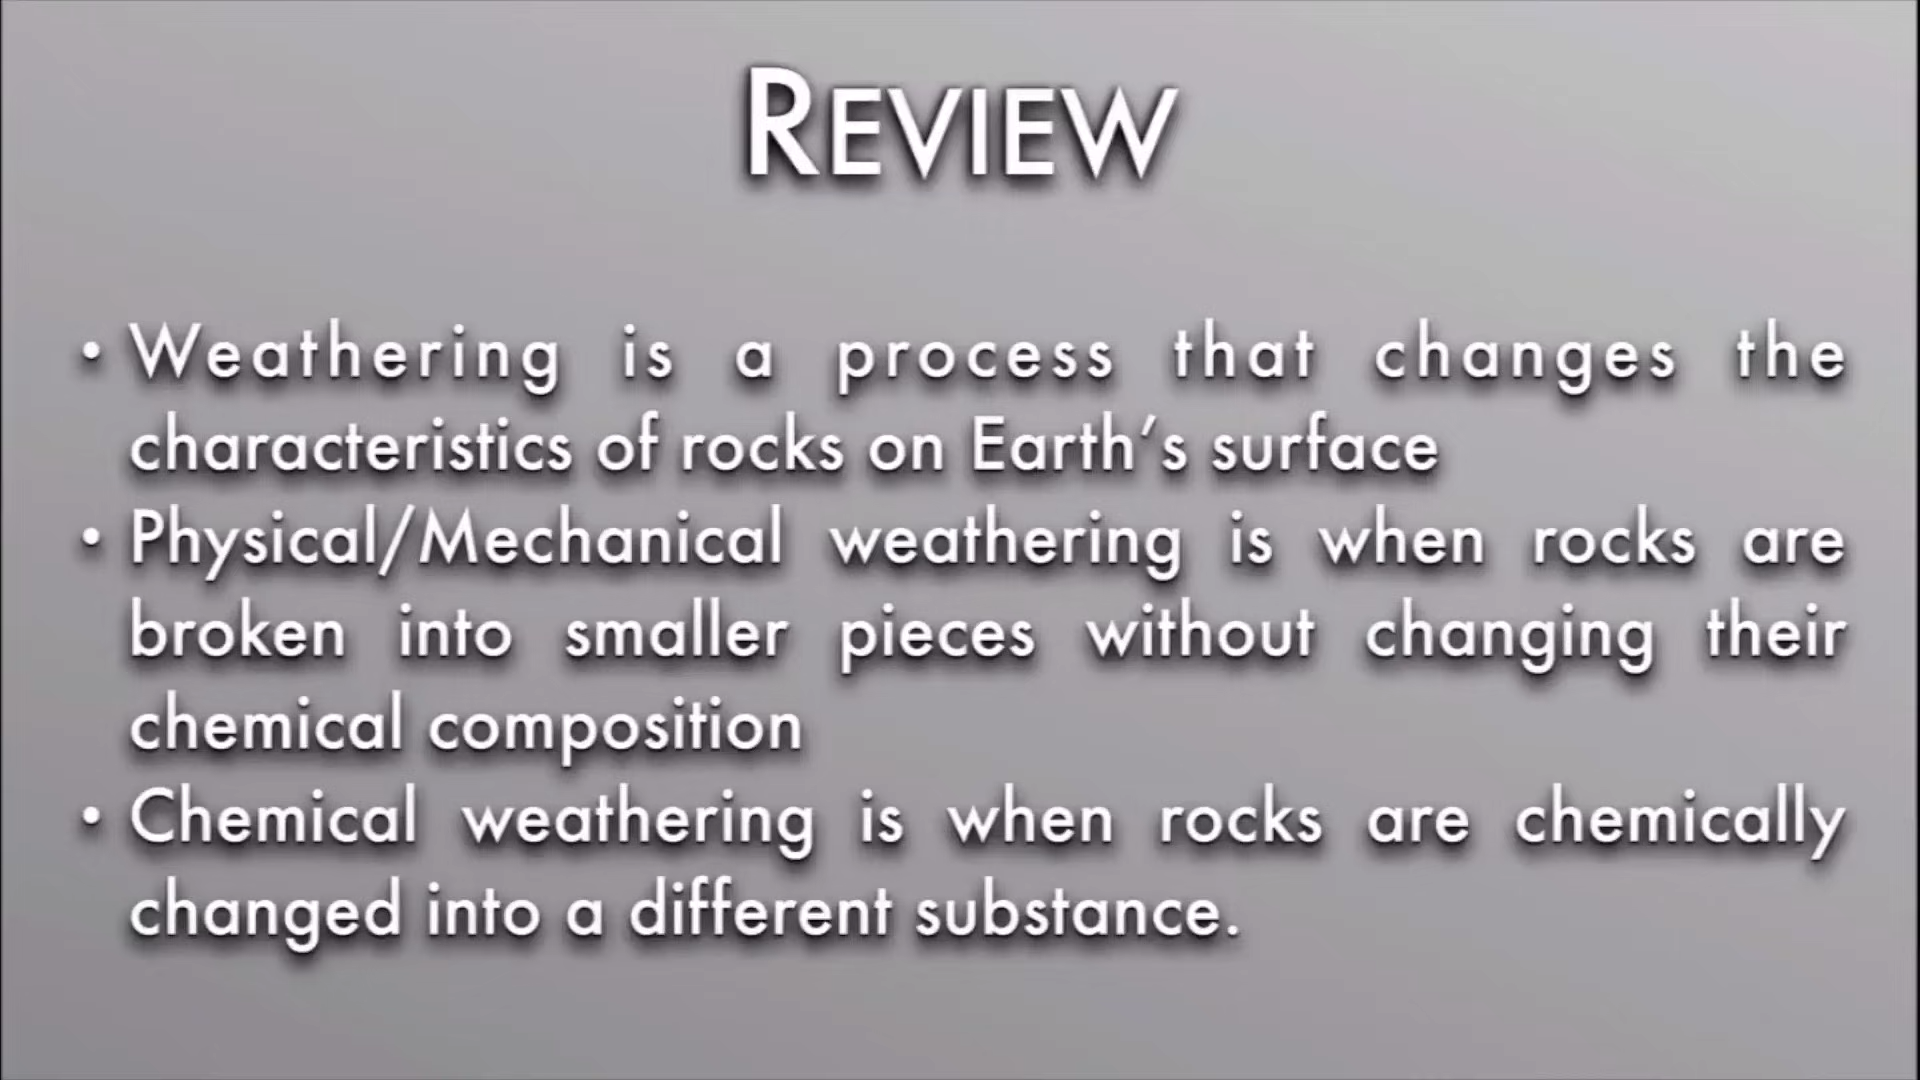 REVIEW
• Weathering is a process that changes the
characteristics of rocks on Earth’s surface
• Physical/Mechanical weathering is when rocks are
broken into smaller pieces without changing their
chemical composition
• Chemical weathering is when rocks are chemically
changed into a different substance.